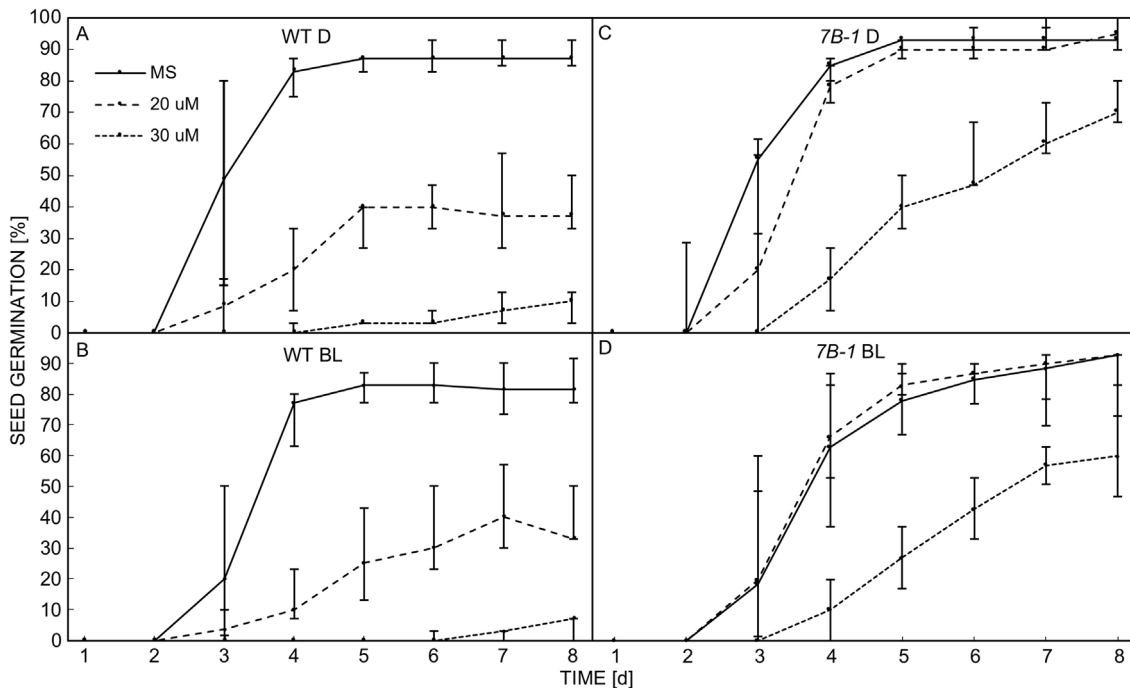 A
WT D
C
7B-1 D
MS
20 uM
30 uM
100
90
80
70
60
50
40
30
20
10
0
SEED GERMINATION [%]
B
WT BL
D
7B-1 BL
90
80
70
60
50
40
30
20
10
0
1 2 3 4 5 6 7 8 1 2 3 4 5 6 7 8
TIME [d]